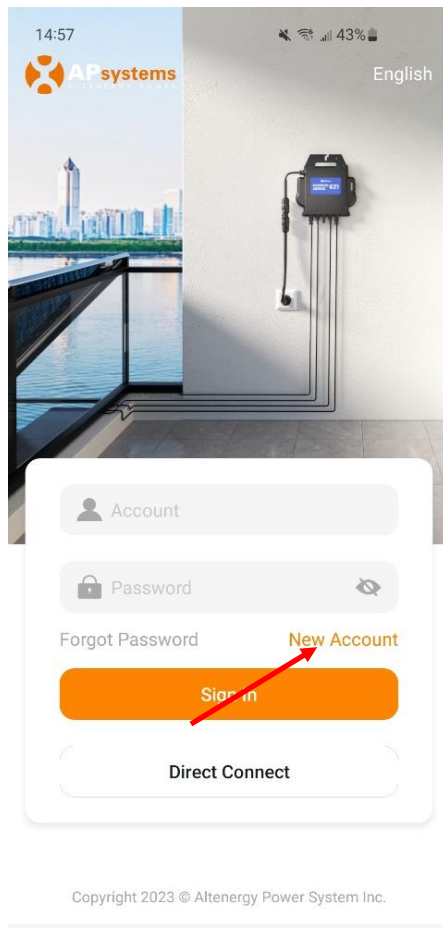 14:57
43%
APsystems
ALTENERGY POWER
English
Account
Password
Forgot Password
New Account
Sign In
Direct Connect
Copyright 2023 © Altenergy Power System Inc.